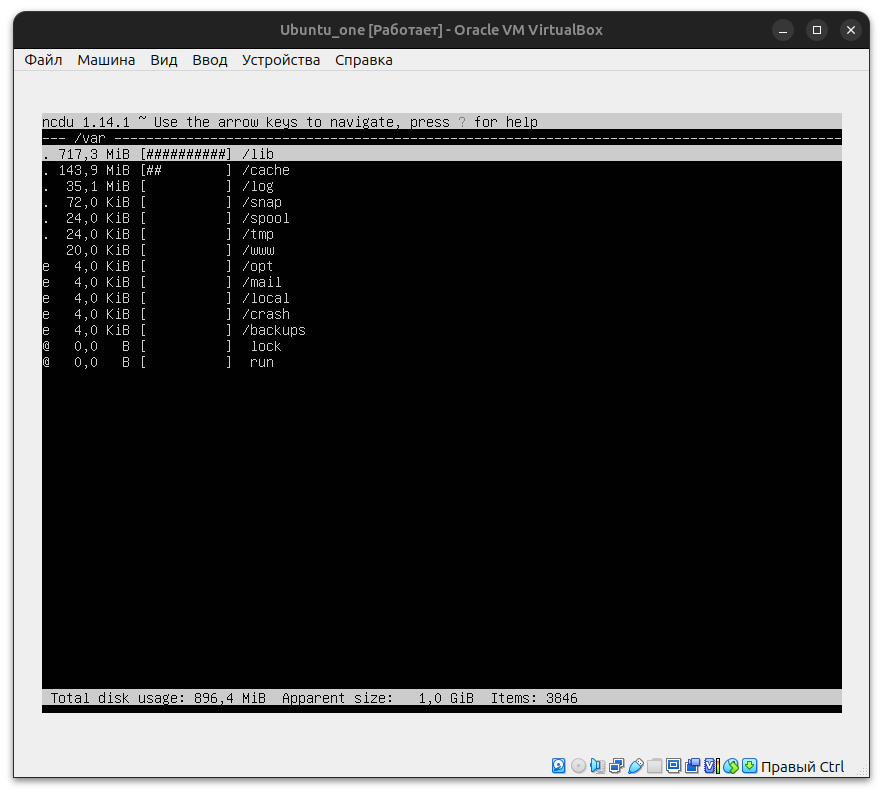 Ubuntu_one [Работает] - Oracle VM VirtualBox
Файл Машина Вид Ввод Устройства Справка
ncdu 1.14.1 ~ Use the arrow keys to navigate, press ? for help
--- /var ---------------------------------------------------------------------------------------------
. 717,3 MiB [##########] /lib
. 143,9 MiB [##        ] /cache
.  35,1 MiB [          ] /log
.  72,0 KiB [          ] /snap
.  24,0 KiB [          ] /spool
.  24,0 KiB [          ] /tmp
   20,0 KiB [          ] /www
e   4,0 KiB [          ] /opt
e   4,0 KiB [          ] /mail
e   4,0 KiB [          ] /local
e   4,0 KiB [          ] /crash
e   4,0 KiB [          ] /backups
@   0,0   B [          ]  lock
@   0,0   B [          ]  run
Total disk usage: 896,4 MiB  Apparent size:   1,0 GiB  Items: 3846
Правый Ctrl